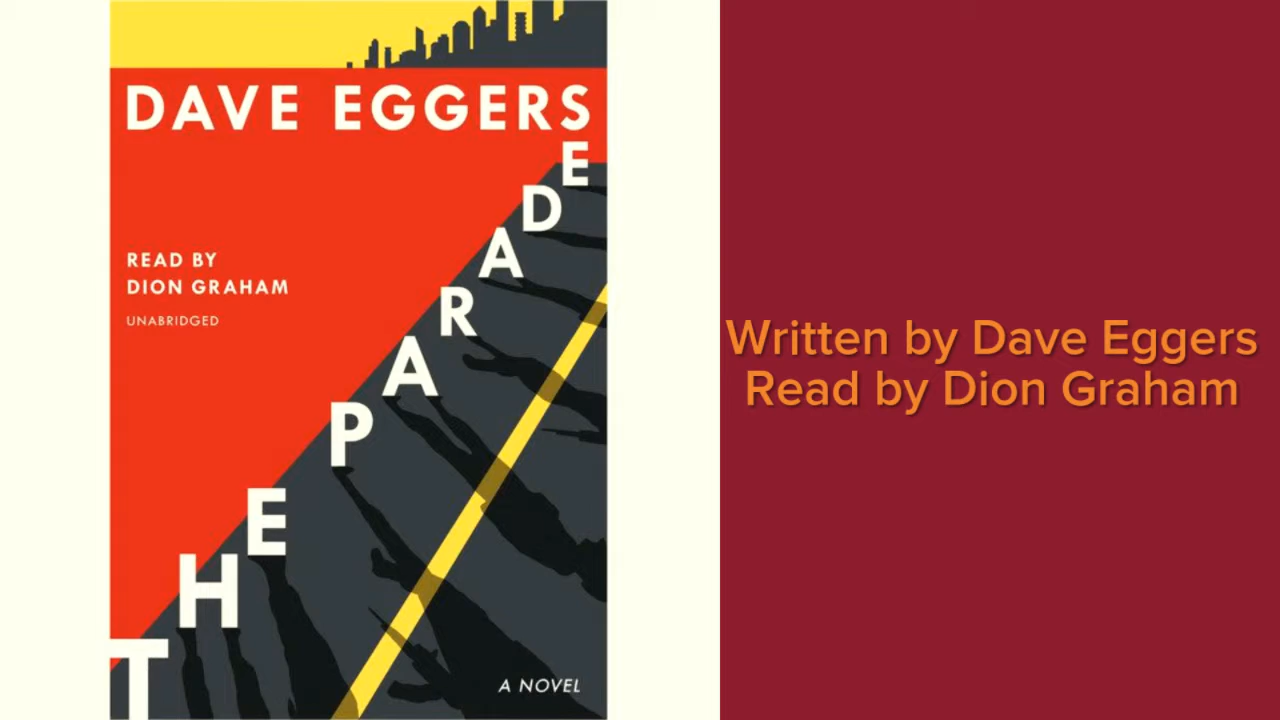 DAVE EGGERS
THE PARADE
READ BY
DION GRAHAM
UNABRIDGED
A NOVEL
Written by Dave Eggers
Read by Dion Graham